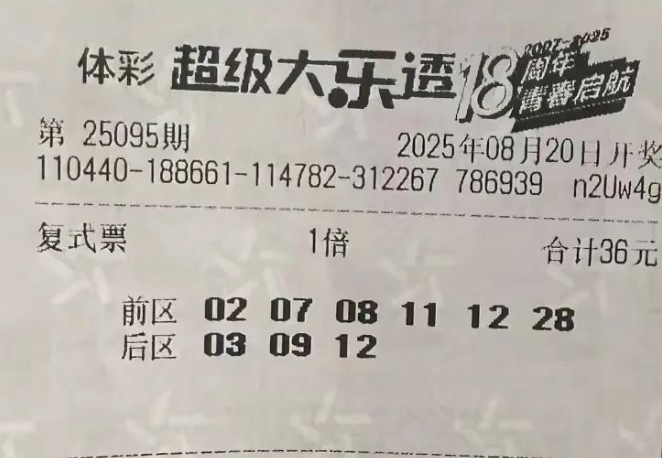 体彩 超级大乐透 18 2007-2025
周年
青春启航
第 25095期 2025年08月20日开奖
110440-188661-114782-312267 786939 n2Uw4g
复式票 1倍 合计36元
前区 02 07 08 11 12 28
后区 03 09 12